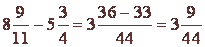 8 9/11 − 5 3/4 = 3 (36 − 33)/44 = 3 9/44